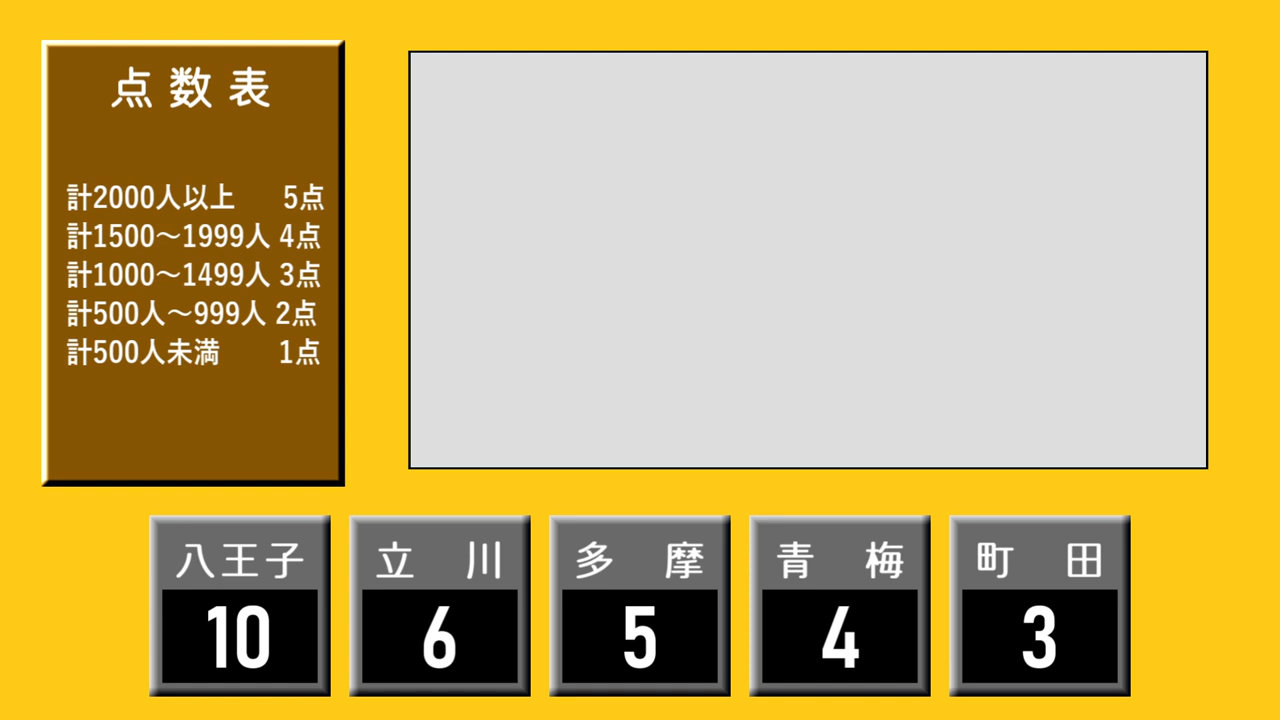 点数表
計2000人以上 5点
計1500～1999人 4点
計1000～1499人 3点
計500人～999人 2点
計500人未満 1点
八王子 立川 多摩 青梅 町田
10 6 5 4 3